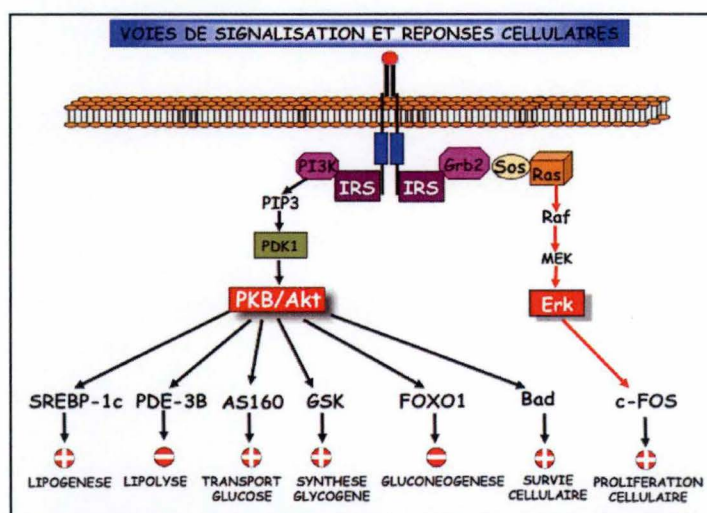 VOIES DE SIGNALISATION ET REPONSES CELLULAIRES
PI3K
IRS
IRS
Grb2
Sos
Ras
PIP3
Raf
PDK1
MEK
PKB/Akt
Erk
SREBP-1c PDE-3B AS160 GSK FOXO1 Bad c-FOS
+ - + + - + +
LIPOGENESE LIPOLYSE TRANSPORT SYNTHESE GLUCONEOGENESE SURVIE PROLIFERATION
GLUCOSE GLYCOGENE CELLULAIRE CELLULAIRE